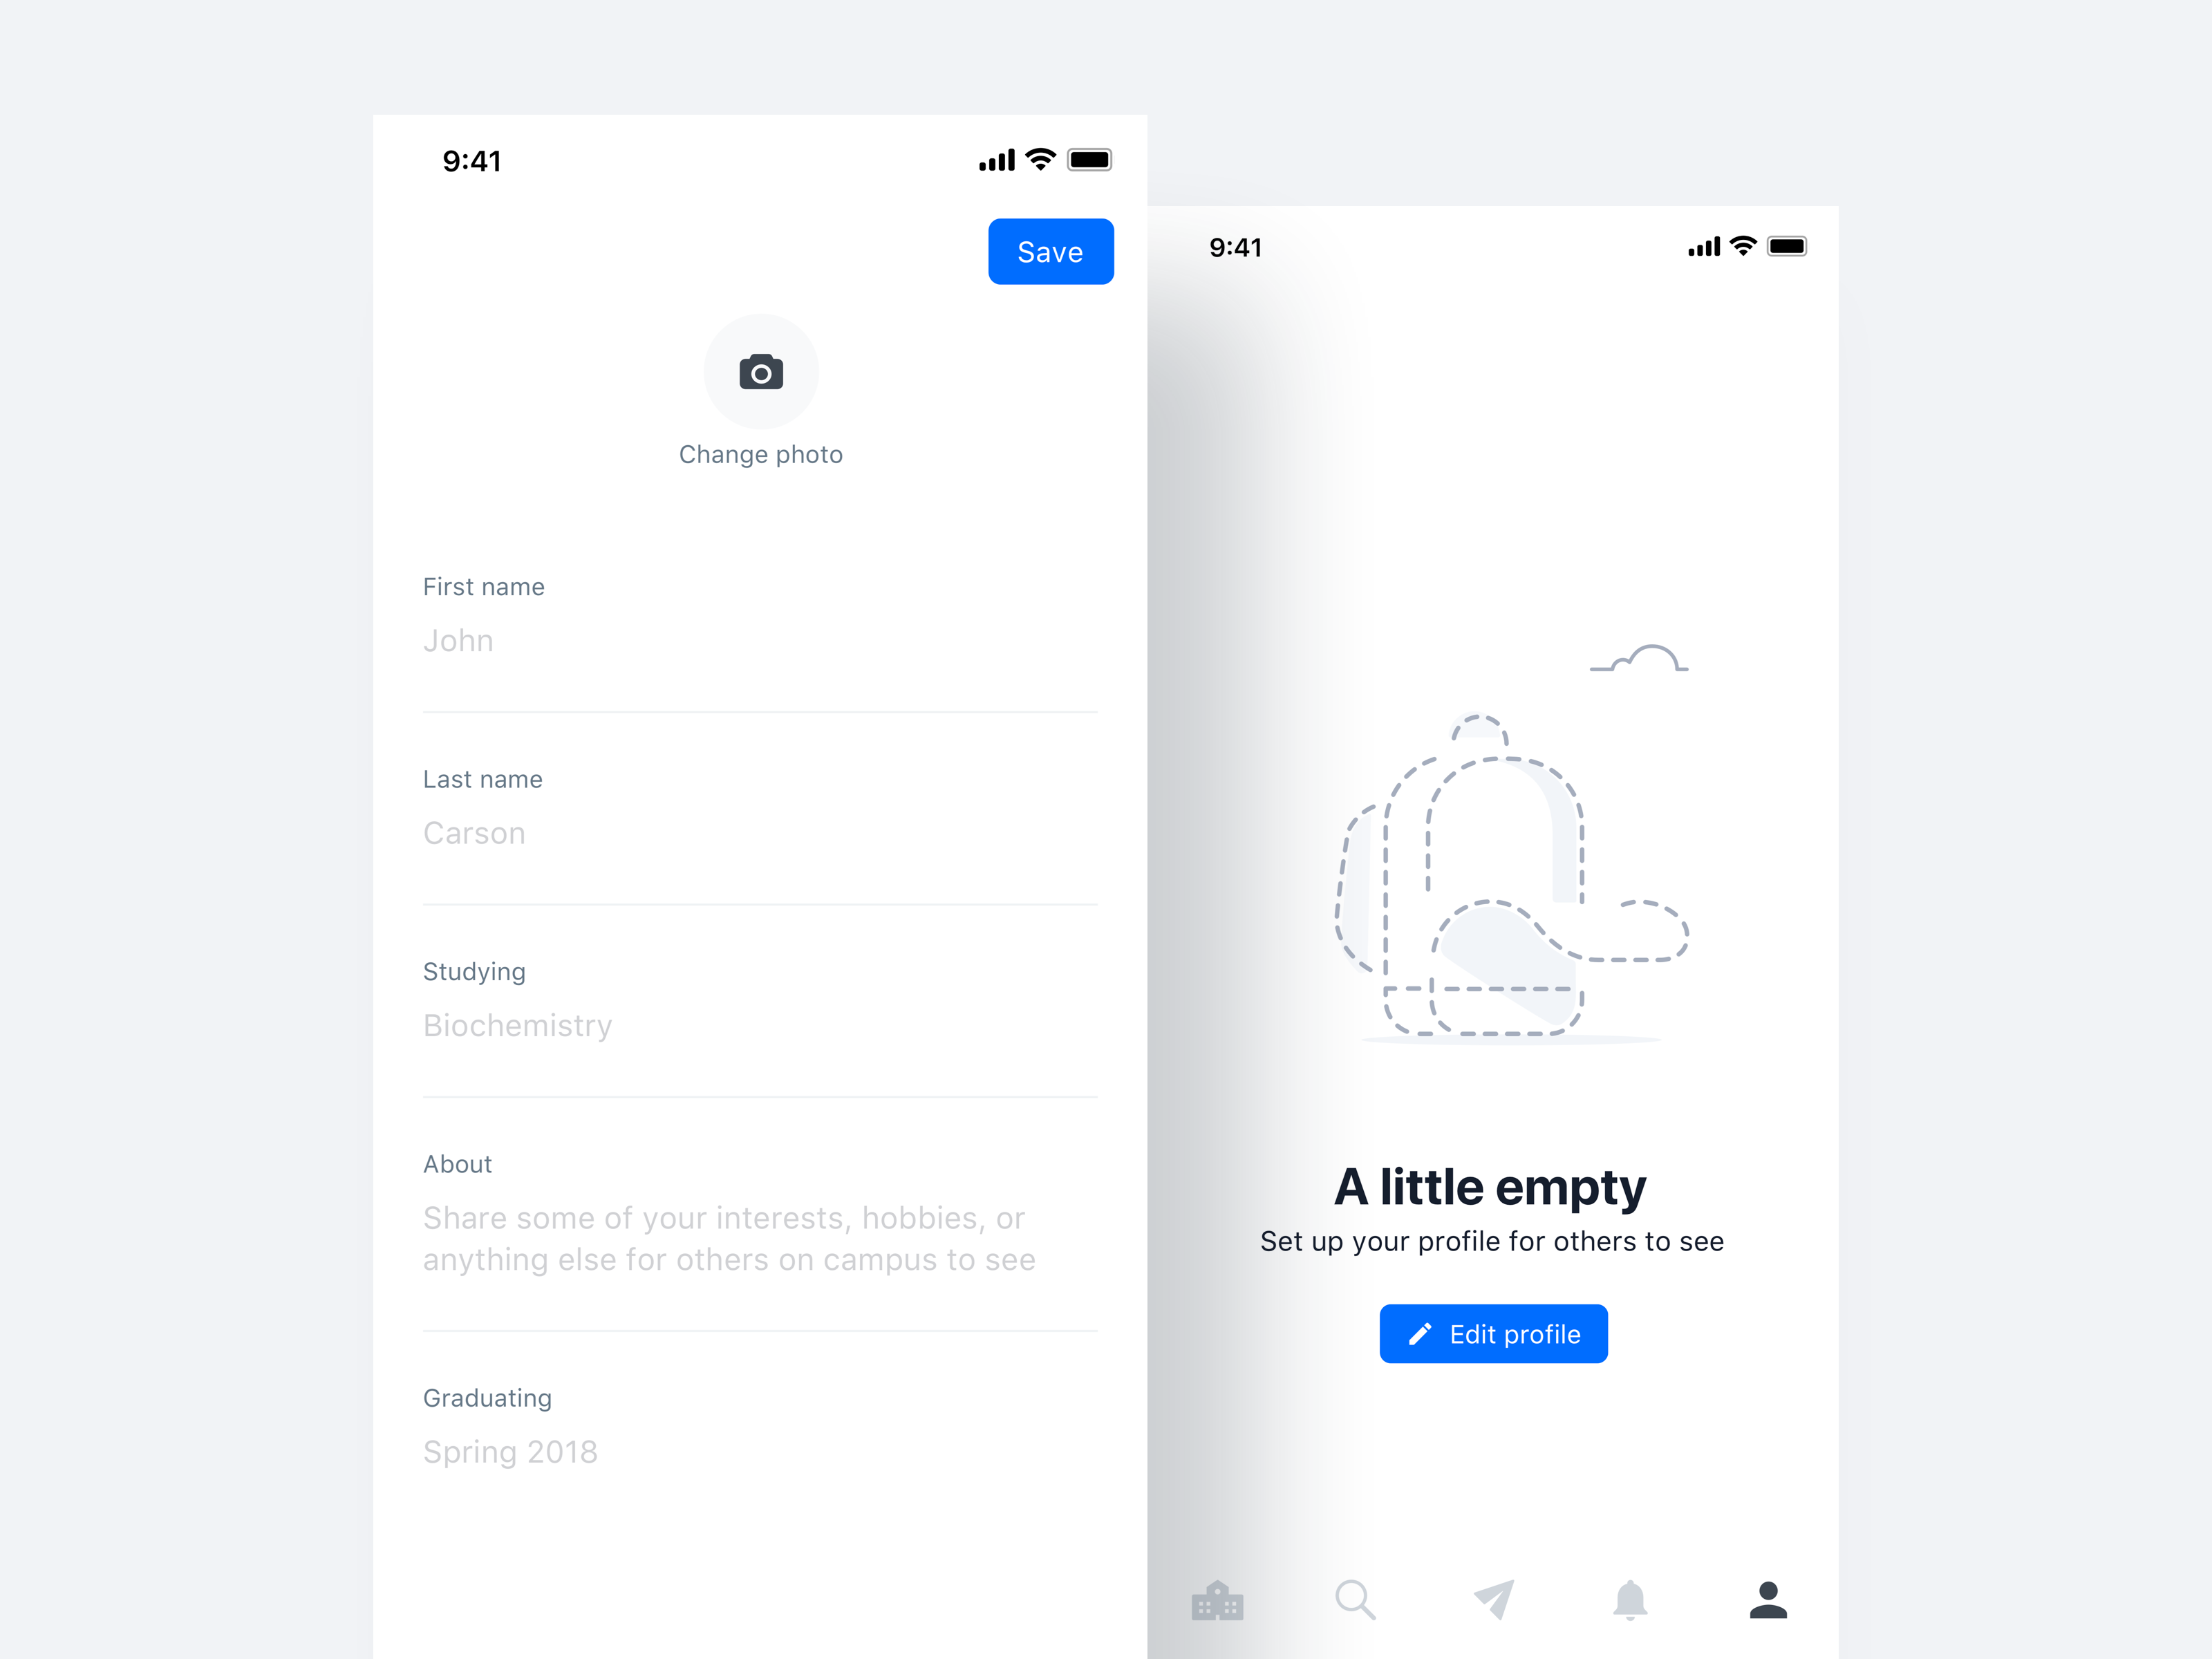 9:41
Save
Change photo
First name
John
Last name
Carson
Studying
Biochemistry
About
Share some of your interests, hobbies, or
anything else for others on campus to see
Graduating
Spring 2018
9:41
A little empty
Set up your profile for others to see
Edit profile